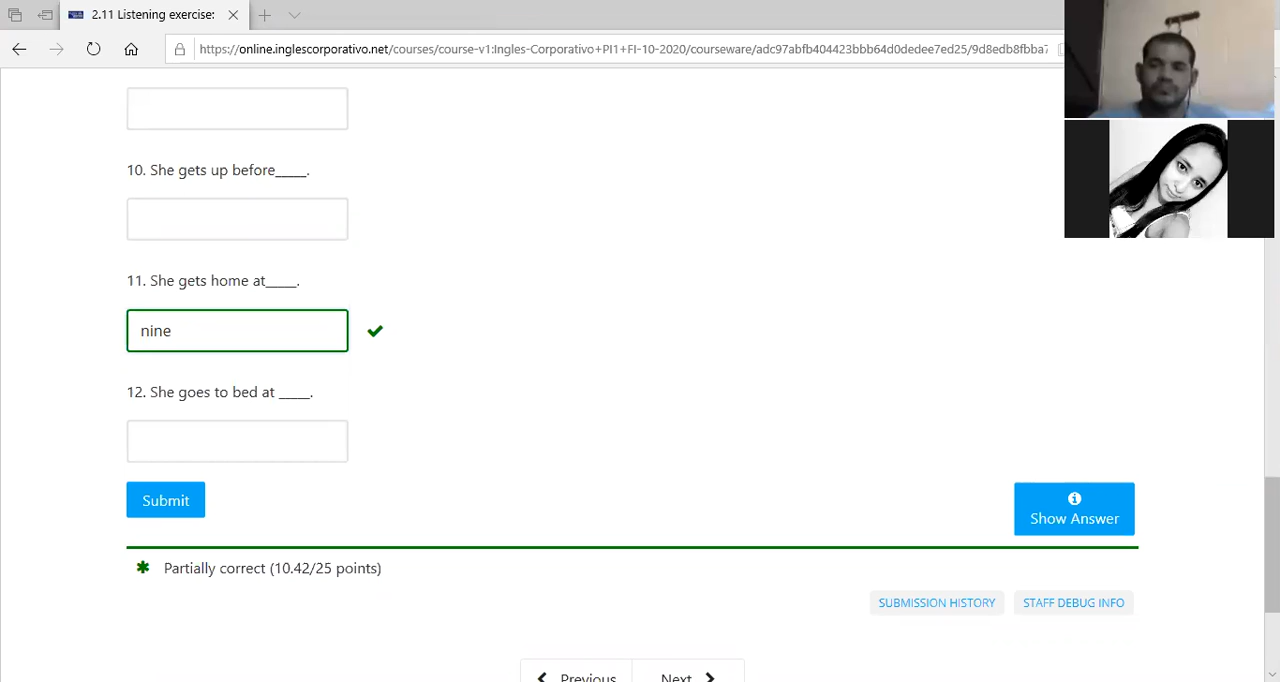 2.11 Listening exercise:
https://online.inglescorporativo.net/courses/course-v1:Ingles-Corporativo+PI1+FI-10-2020/courseware/adc97abfb404423bbb64d0dedee7ed25/9d8edb8fbba7
10. She gets up before_____.
11. She gets home at_____.
nine
12. She goes to bed at _____.
Submit
Show Answer
Partially correct (10.42/25 points)
SUBMISSION HISTORY
STAFF DEBUG INFO
Previous
Next